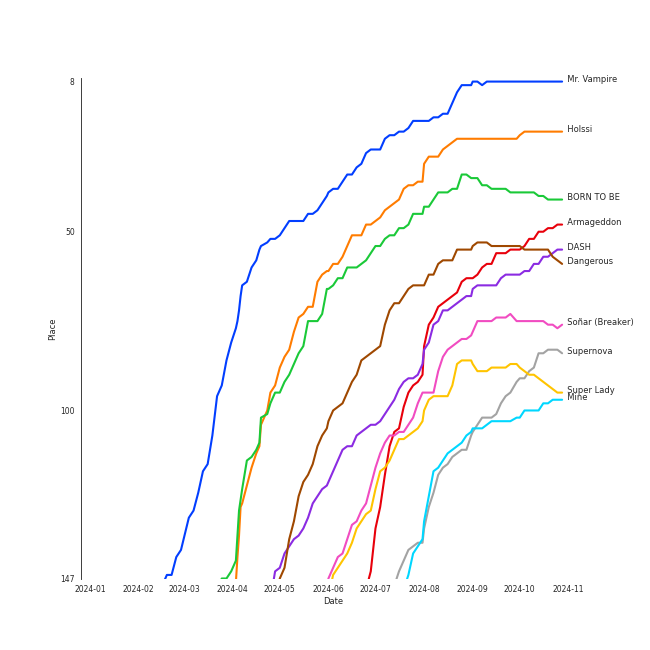 8
50
100
147
Place
Mr. Vampire
Holssi
BORN TO BE
Armageddon
DASH
Dangerous
Soñar (Breaker)
Supernova
Super Lady
Mine
2024-01
2024-02
2024-03
2024-04
2024-05
2024-06
2024-07
2024-08
2024-09
2024-10
2024-11
Date